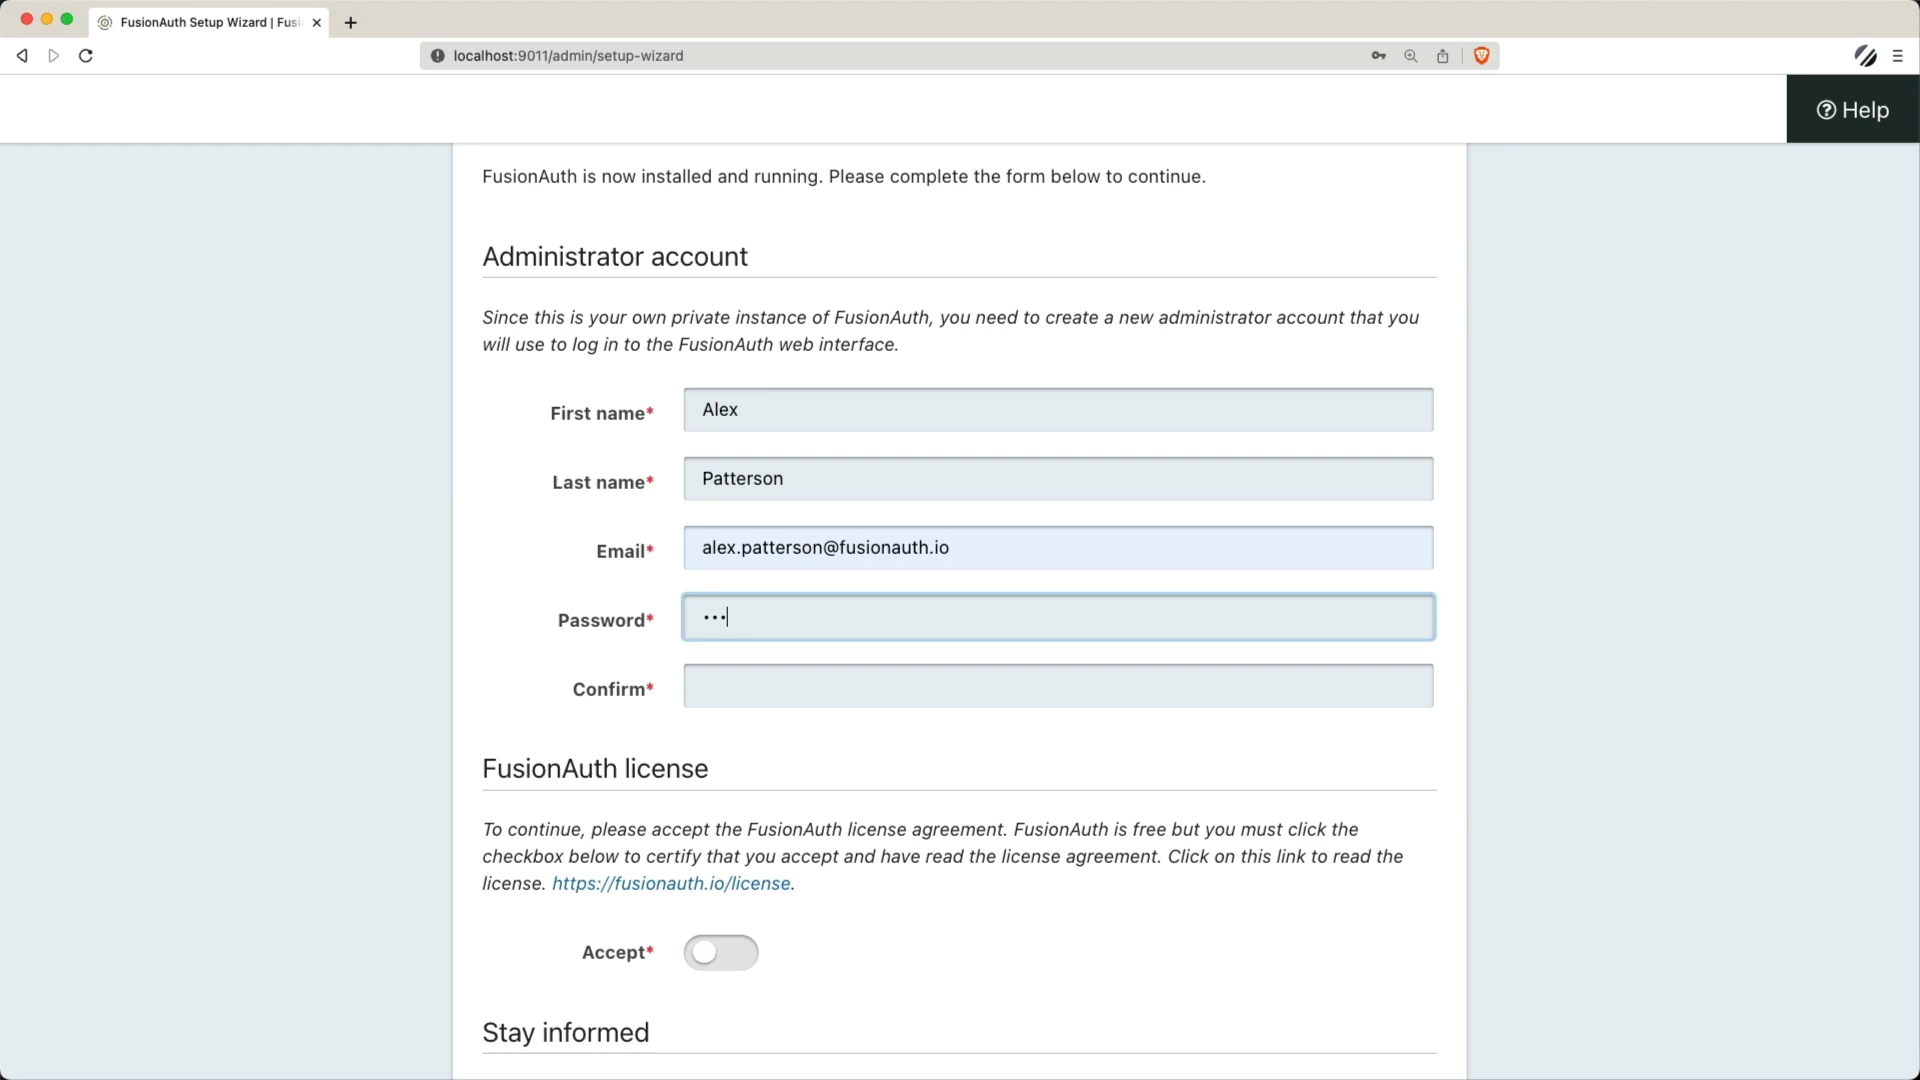 FusionAuth Setup Wizard | Fusi
localhost:9011/admin/setup-wizard
Help
FusionAuth is now installed and running. Please complete the form below to continue.
Administrator account
Since this is your own private instance of FusionAuth, you need to create a new administrator account that you
will use to log in to the FusionAuth web interface.
First name* Alex
Last name* Patterson
Email* alex.patterson@fusionauth.io
Password* •••
Confirm*
FusionAuth license
To continue, please accept the FusionAuth license agreement. FusionAuth is free but you must click the
checkbox below to certify that you accept and have read the license agreement. Click on this link to read the
license. https://fusionauth.io/license.
Accept*
Stay informed